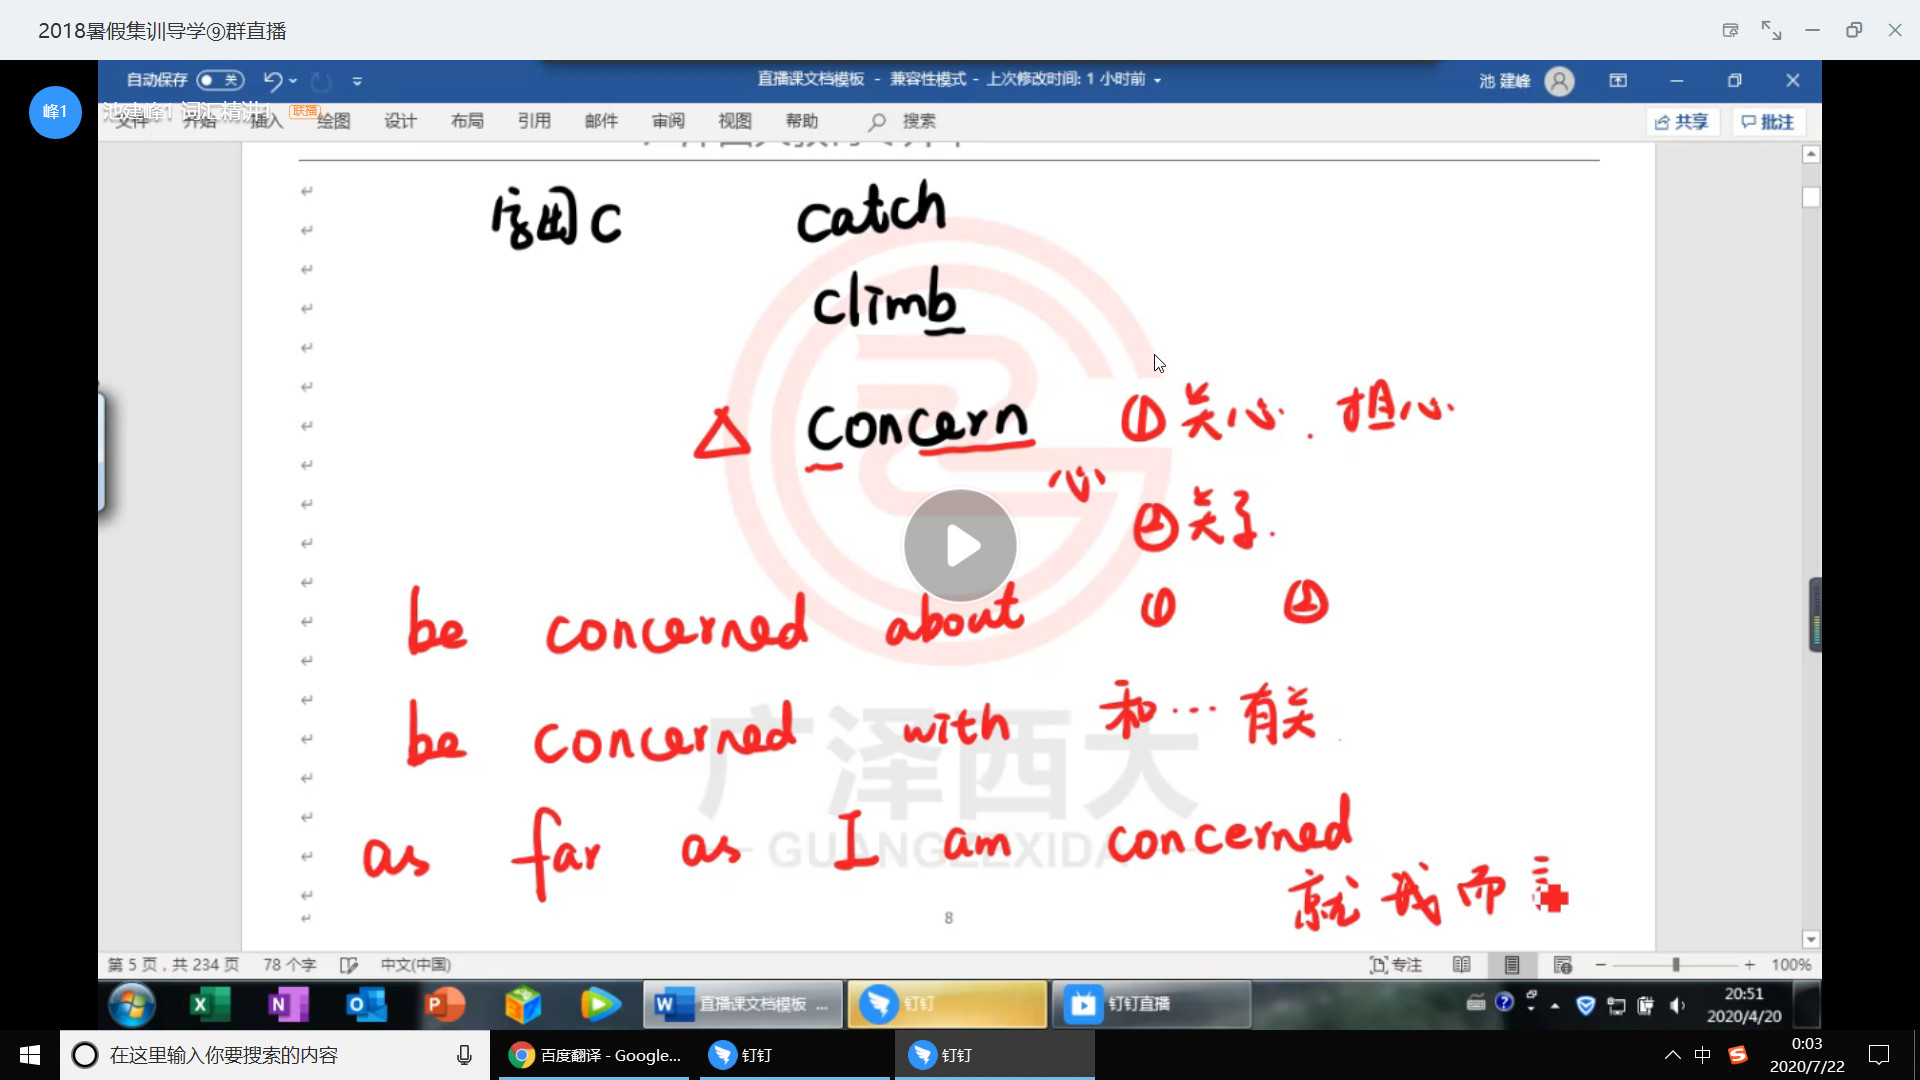 2018暑假集训导学⑨群直播
自动保存 关
直播课文档模板 - 兼容性模式 - 上次修改时间: 1 小时前
池 建峰
峰1
池建峰1 词汇精讲1
联播
文件 开始 插入 绘图 设计 布局 引用 邮件 审阅 视图 帮助 搜索
共享 批注
C catch
climb
△ concern ①关心. 担心
心
②关于.
be concerned about ① ②
be concerned with 和…有关
广泽西大
GUANGZEXIDA
as far as I am concerned
就我而
8
第 5 页, 共 234 页 78 个字 中文(中国)
专注 100%
直播课文档模板 ...
钉钉
钉钉直播
20:51
2020/4/20
在这里输入你要搜索的内容
百度翻译 - Google...
钉钉
钉钉
中
0:03
2020/7/22